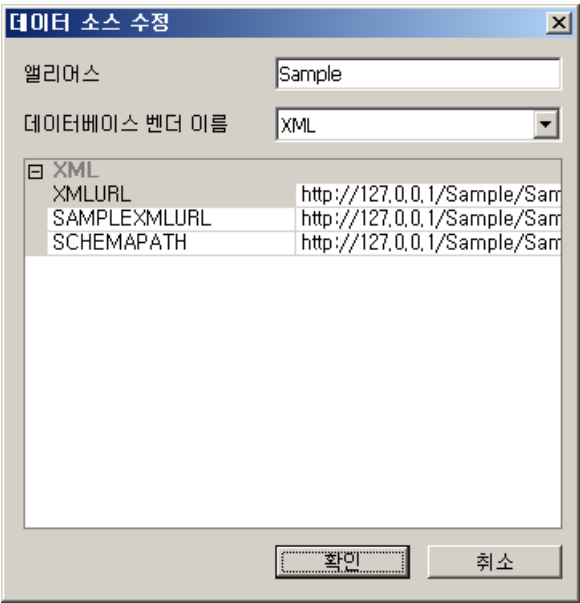 데이터 소스 수정
앨리어스 Sample
데이터베이스 벤더 이름 XML
XML
XMLURL http://127.0.0.1/Sample/Sam
SAMPLEXMLURL http://127.0.0.1/Sample/Sam
SCHEMAPATH http://127.0.0.1/Sample/Sam
확인 취소